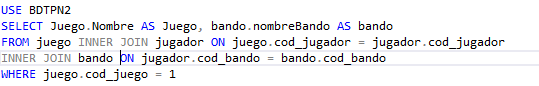 USE BDTPN2
SELECT Juego.Nombre AS Juego, bando.nombreBando AS bando
FROM juego INNER JOIN jugador ON juego.cod_jugador = jugador.cod_jugador
INNER JOIN bando ON jugador.cod_bando = bando.cod_bando
WHERE juego.cod_juego = 1